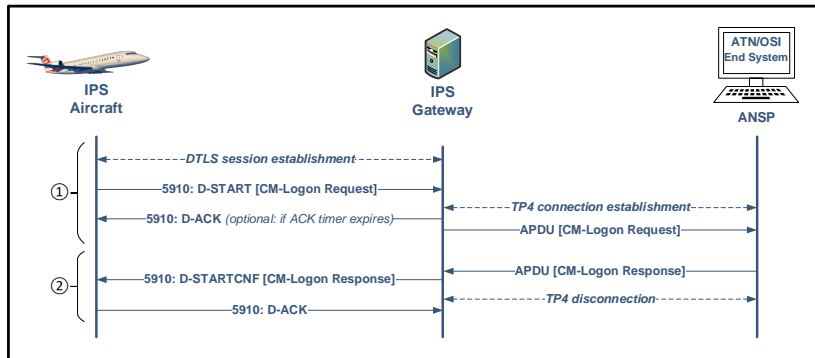 ATN/OSI
End System
IPS
Aircraft
IPS
Gateway
ANSP
DTLS session establishment
①
5910: D-START [CM-Logon Request]
TP4 connection establishment
5910: D-ACK (optional: if ACK timer expires)
APDU [CM-Logon Request]
APDU [CM-Logon Response]
②
5910: D-STARTCNF [CM-Logon Response]
TP4 disconnection
5910: D-ACK